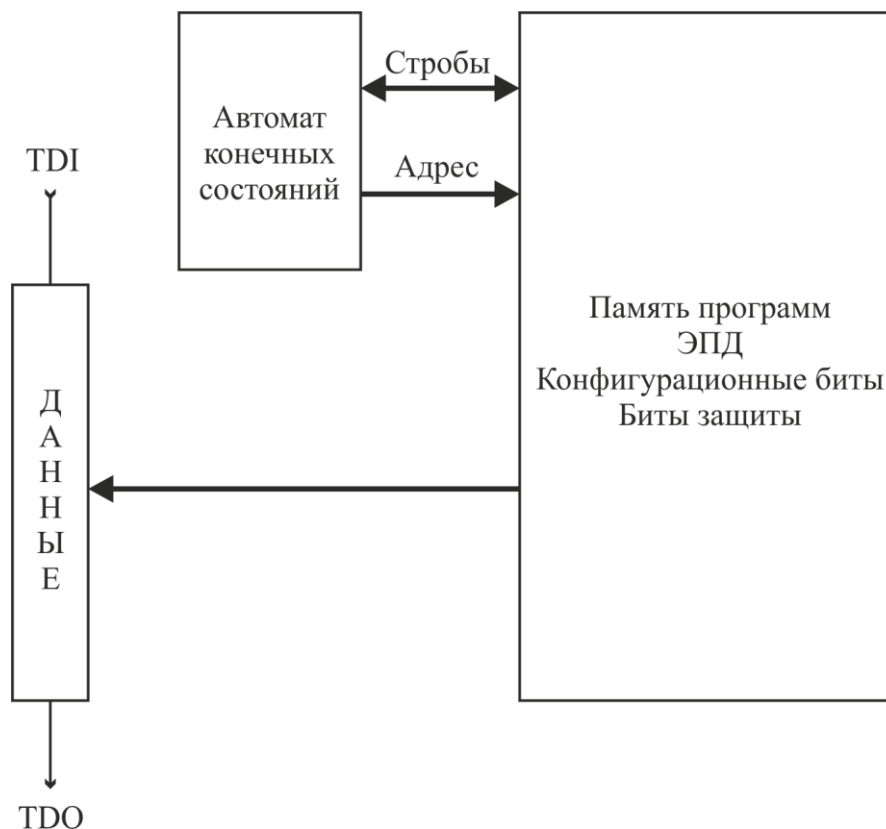 Стробы
Автомат
конечных
состояний
Адрес
TDI
Память программ
ЭПД
Конфигурационные биты
Биты защиты
Д
А
Н
Н
Ы
Е
TDO